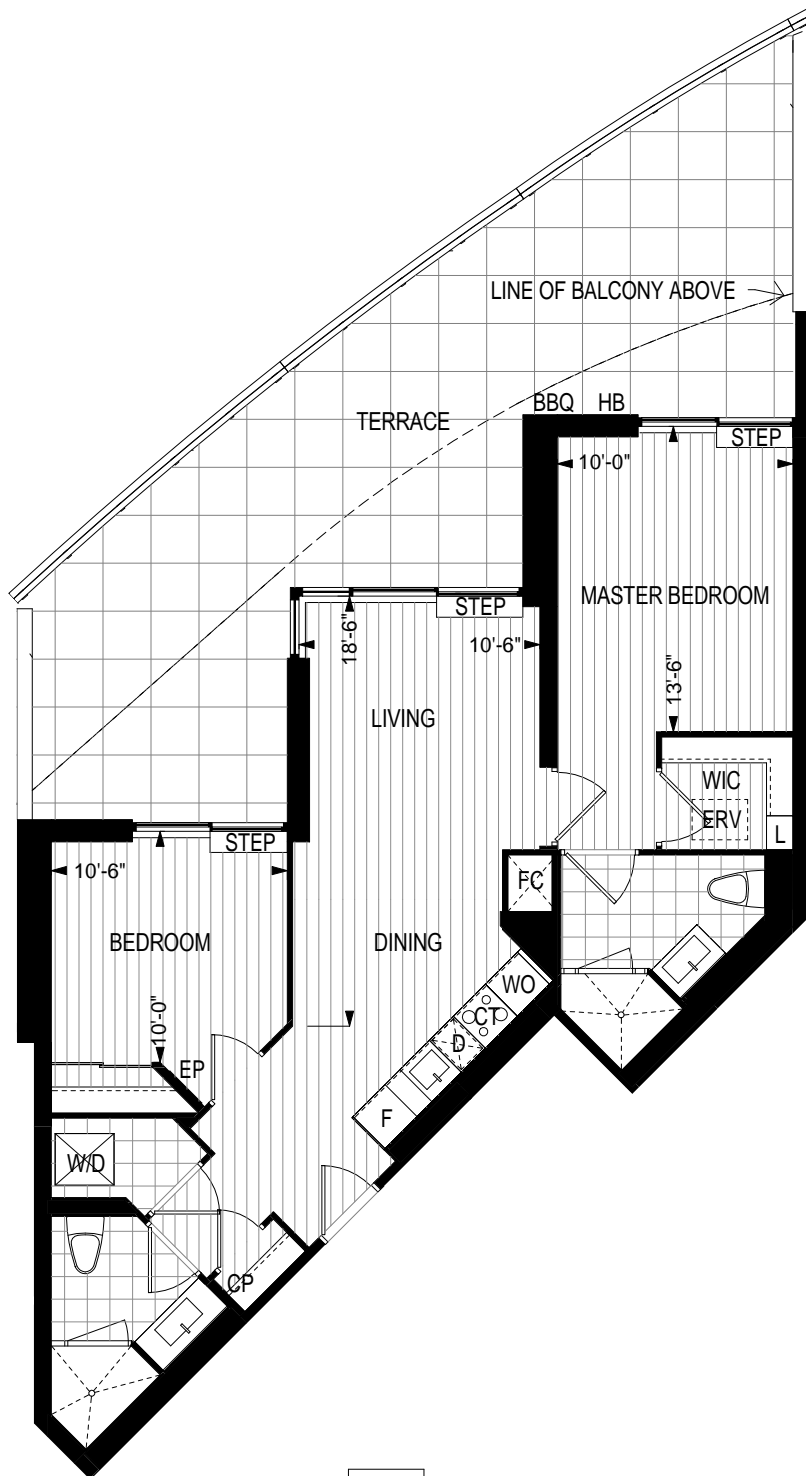 LINE OF BALCONY ABOVE
BBQ HB
TERRACE
STEP
10'-0"
MASTER BEDROOM
STEP
18'-6"
10'-6"
13'-6"
LIVING
WIC
ERV
L
STEP
10'-6"
FC
BEDROOM
DINING
WO
10'-0"
CT
D
EP
F
W/D
CP